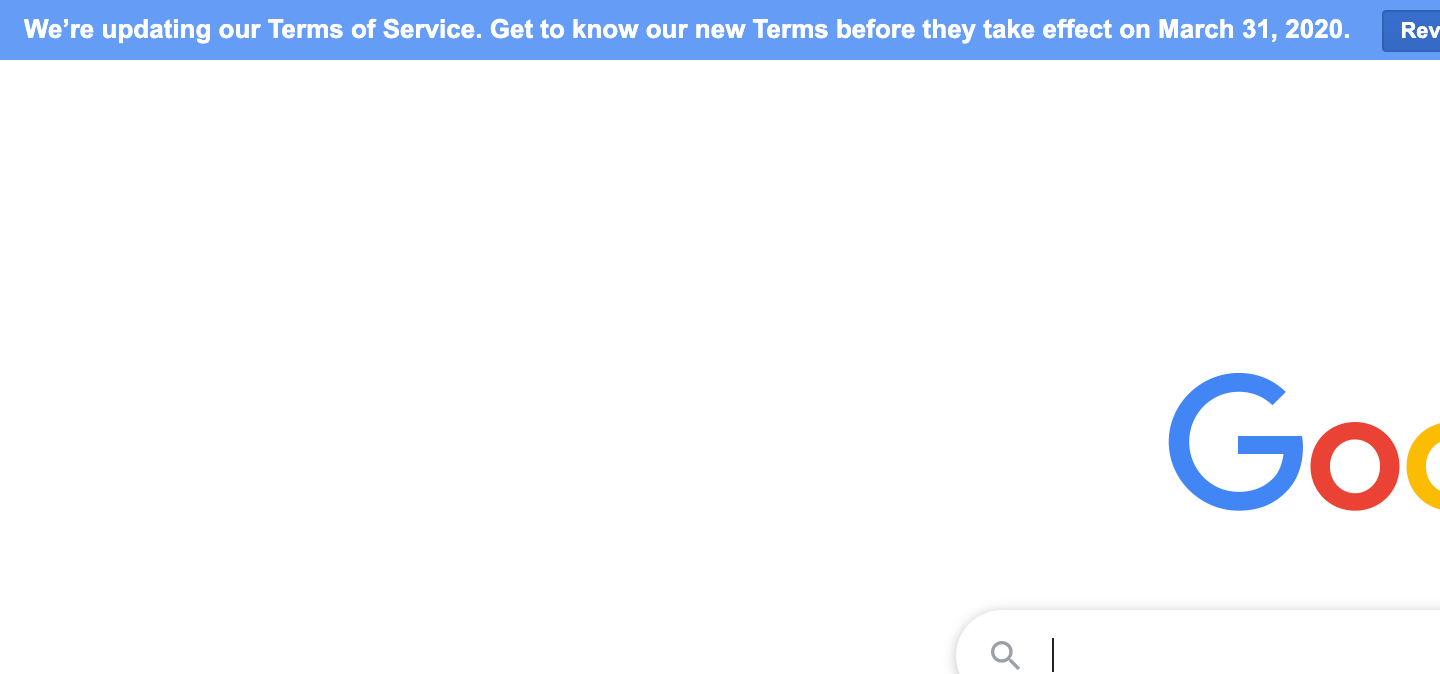 We’re updating our Terms of Service. Get to know our new Terms before they take effect on March 31, 2020. Rev
Goo